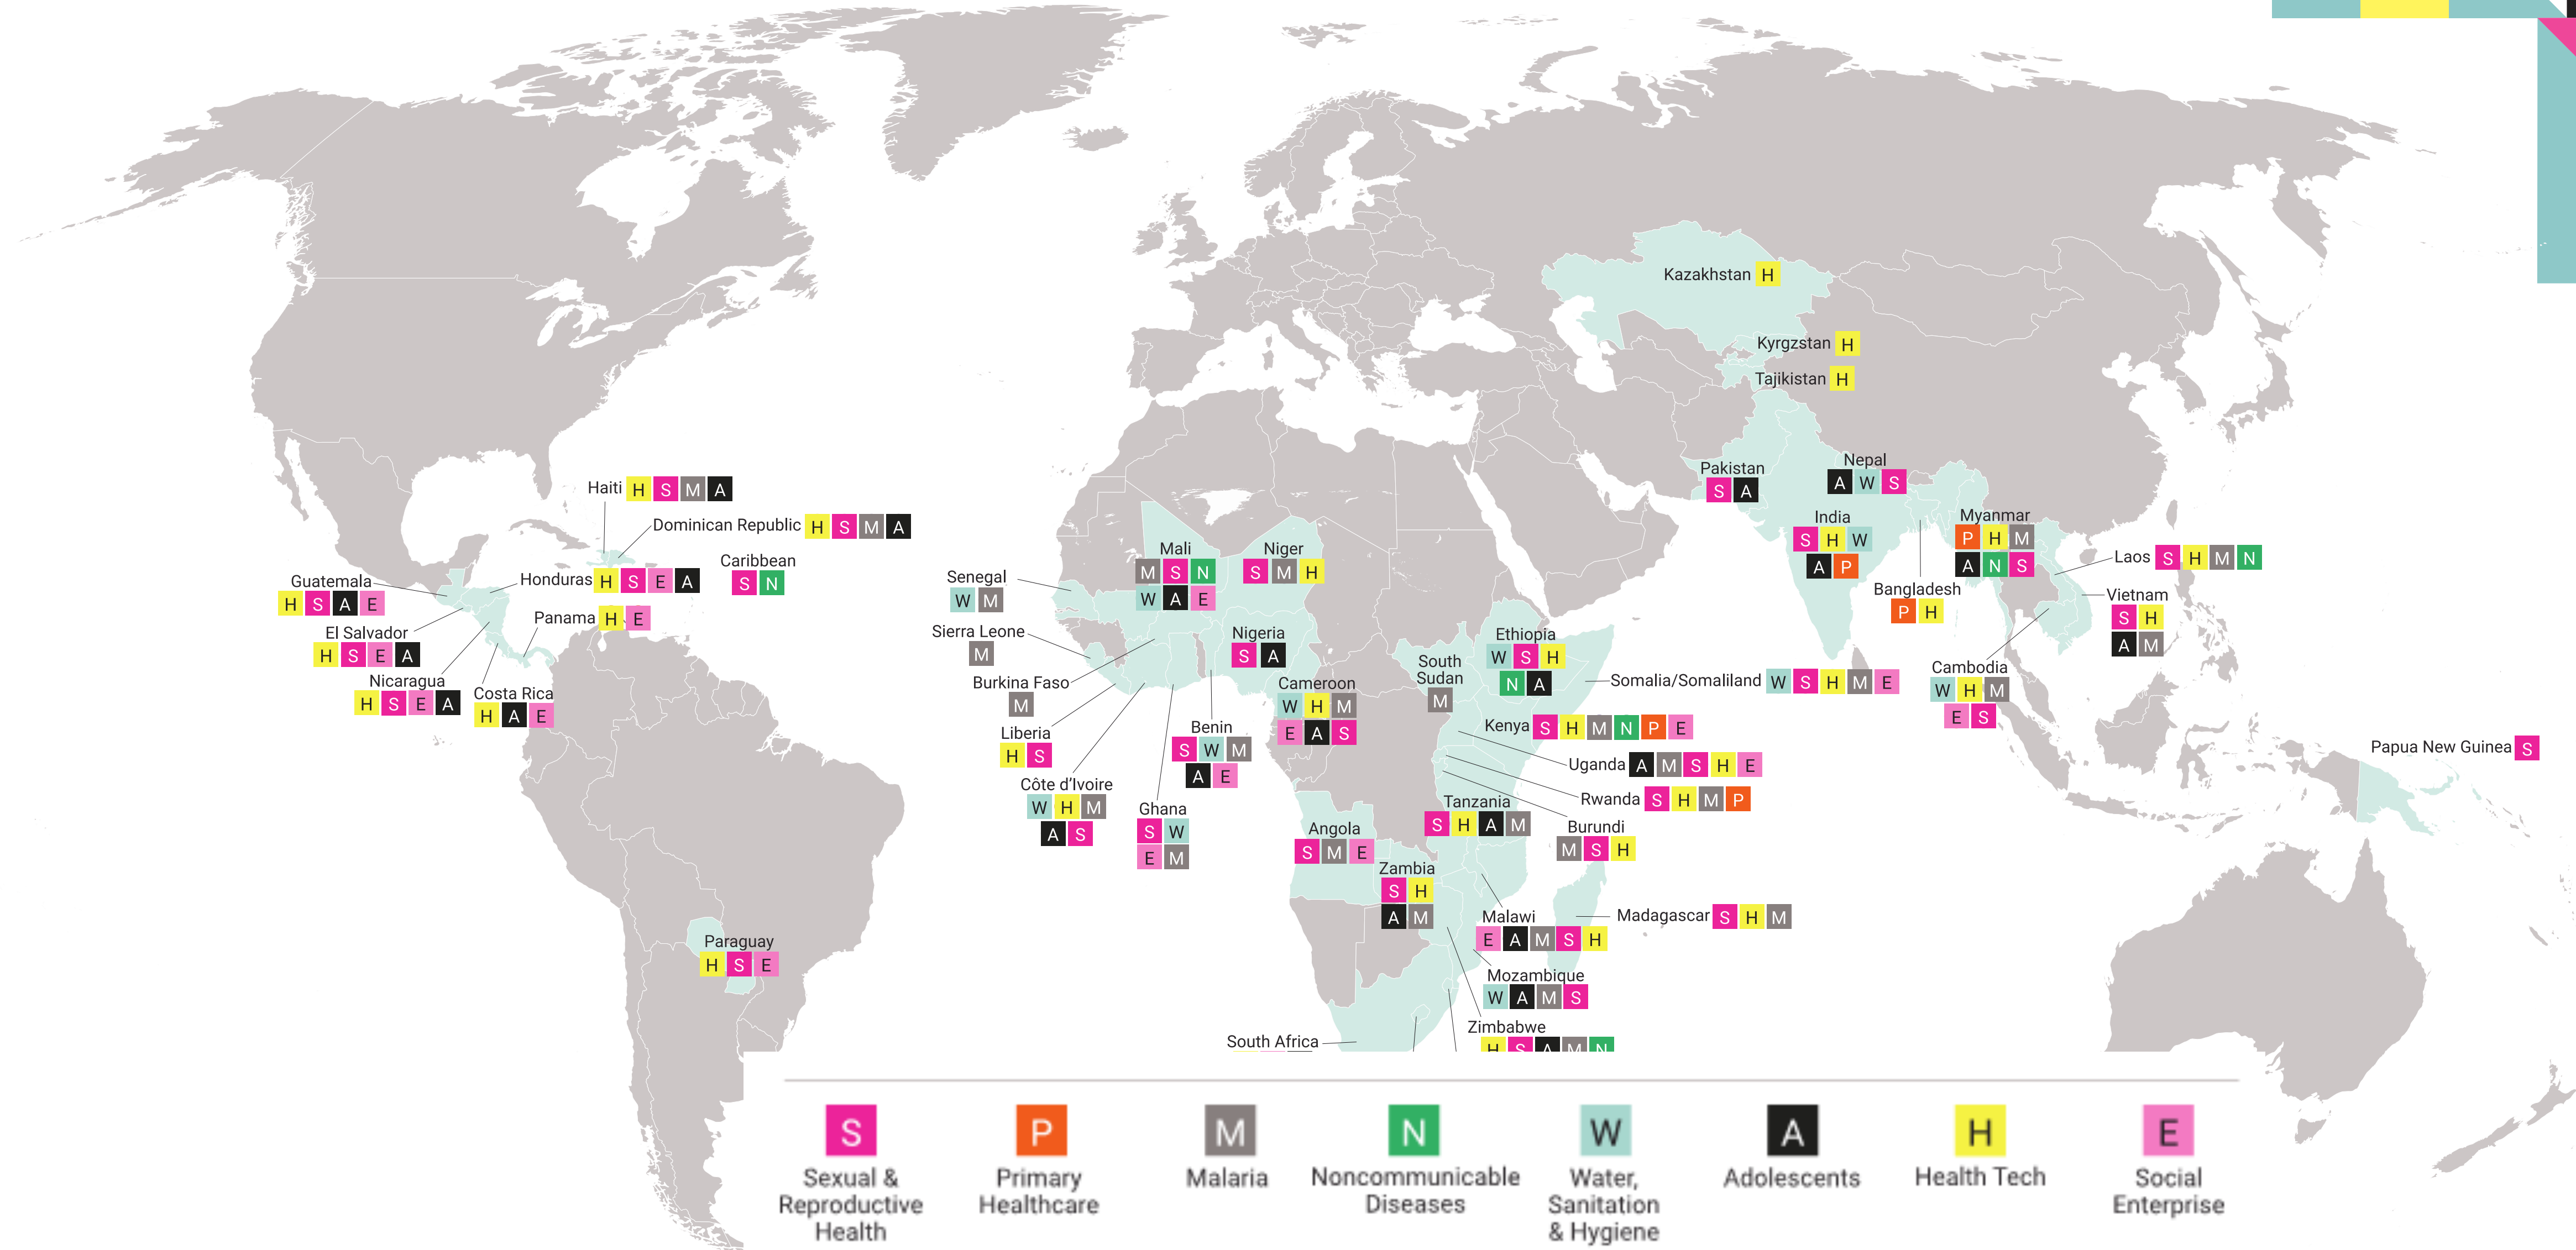 Kazakhstan H
Kyrgzstan H
Tajikistan H
Haiti H S M A
Dominican Republic H S M A
Caribbean
S N
Guatemala
H S A E
Honduras H S E A
Panama H E
El Salvador
H S E A
Nicaragua
H S E A
Costa Rica
H A E
Paraguay
H S E
Senegal
W M
Sierra Leone
M
Burkina Faso
M
Liberia
H S
Côte d'Ivoire
W H M
A S
Ghana
S W
E M
Benin
S W M
A E
Mali
M S N
W A E
Niger
S M H
Nigeria
S A
Cameroon
W H M
E A S
South
Sudan
M
Ethiopia
W S H
N A
Somalia/Somaliland W S H M E
Kenya S H M N P E
Uganda A M S H E
Rwanda S H M P
Tanzania
S H A M
Burundi
M S H
Angola
S M E
Zambia
S H
A M
Malawi
E A M S H
Madagascar S H M
Mozambique
W A M S
Zimbabwe
H S A M N
South Africa
Pakistan
S A
Nepal
A W S
India
S H W
A P
Bangladesh
P H
Myanmar
P H M
A N S
Laos S H M N
Vietnam
S H
A M
Cambodia
W H M
E S
Papua New Guinea S
S
Sexual &
Reproductive
Health
P
Primary
Healthcare
M
Malaria
N
Noncommunicable
Diseases
W
Water,
Sanitation
& Hygiene
A
Adolescents
H
Health Tech
E
Social
Enterprise